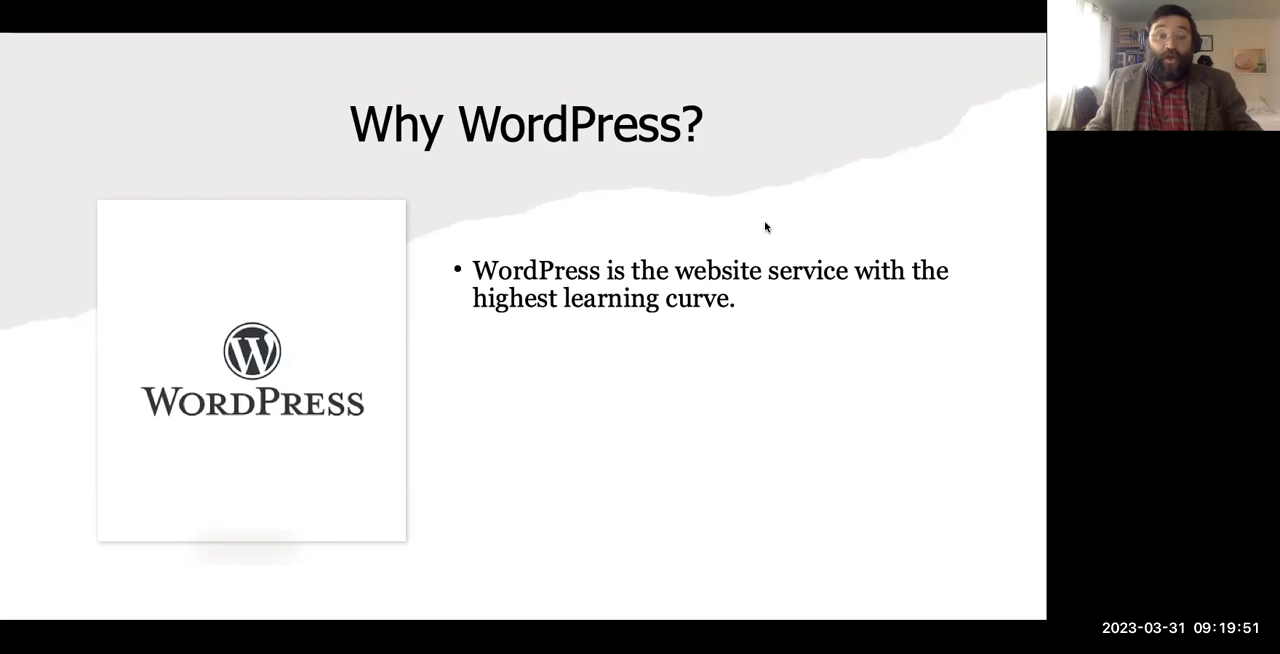 Why WordPress?
• WordPress is the website service with the
highest learning curve.
W
WORDPRESS
2023-03-31 09:19:51